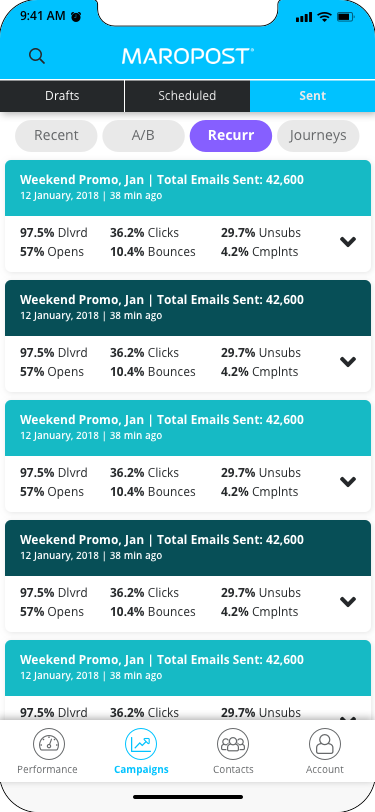 9:41 AM
MAROPOST
Drafts Scheduled Sent
Recent A/B Recurr Journeys
Weekend Promo, Jan | Total Emails Sent: 42,600
12 January, 2018 | 38 min ago
97.5% Dlvrd 36.2% Clicks 29.7% Unsubs
57% Opens 10.4% Bounces 4.2% Cmplnts
Weekend Promo, Jan | Total Emails Sent: 42,600
12 January, 2018 | 38 min ago
97.5% Dlvrd 36.2% Clicks 29.7% Unsubs
57% Opens 10.4% Bounces 4.2% Cmplnts
Weekend Promo, Jan | Total Emails Sent: 42,600
12 January, 2018 | 38 min ago
97.5% Dlvrd 36.2% Clicks 29.7% Unsubs
57% Opens 10.4% Bounces 4.2% Cmplnts
Weekend Promo, Jan | Total Emails Sent: 42,600
12 January, 2018 | 38 min ago
97.5% Dlvrd 36.2% Clicks 29.7% Unsubs
57% Opens 10.4% Bounces 4.2% Cmplnts
Weekend Promo, Jan | Total Emails Sent: 42,600
12 January, 2018 | 38 min ago
97.5% Dlvrd 36.2% Clicks 29.7% Unsubs
Performance Campaigns Contacts Account